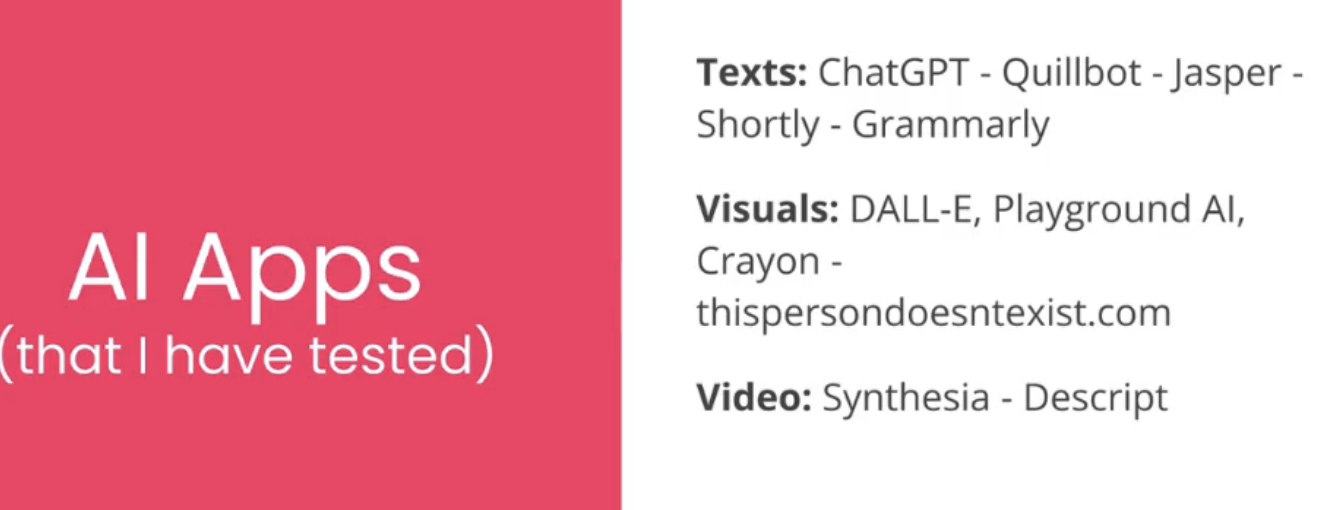 AI Apps
(that I have tested)
Texts: ChatGPT - Quillbot - Jasper -
Shortly - Grammarly
Visuals: DALL-E, Playground AI,
Crayon -
thispersondoesntexist.com
Video: Synthesia - Descript